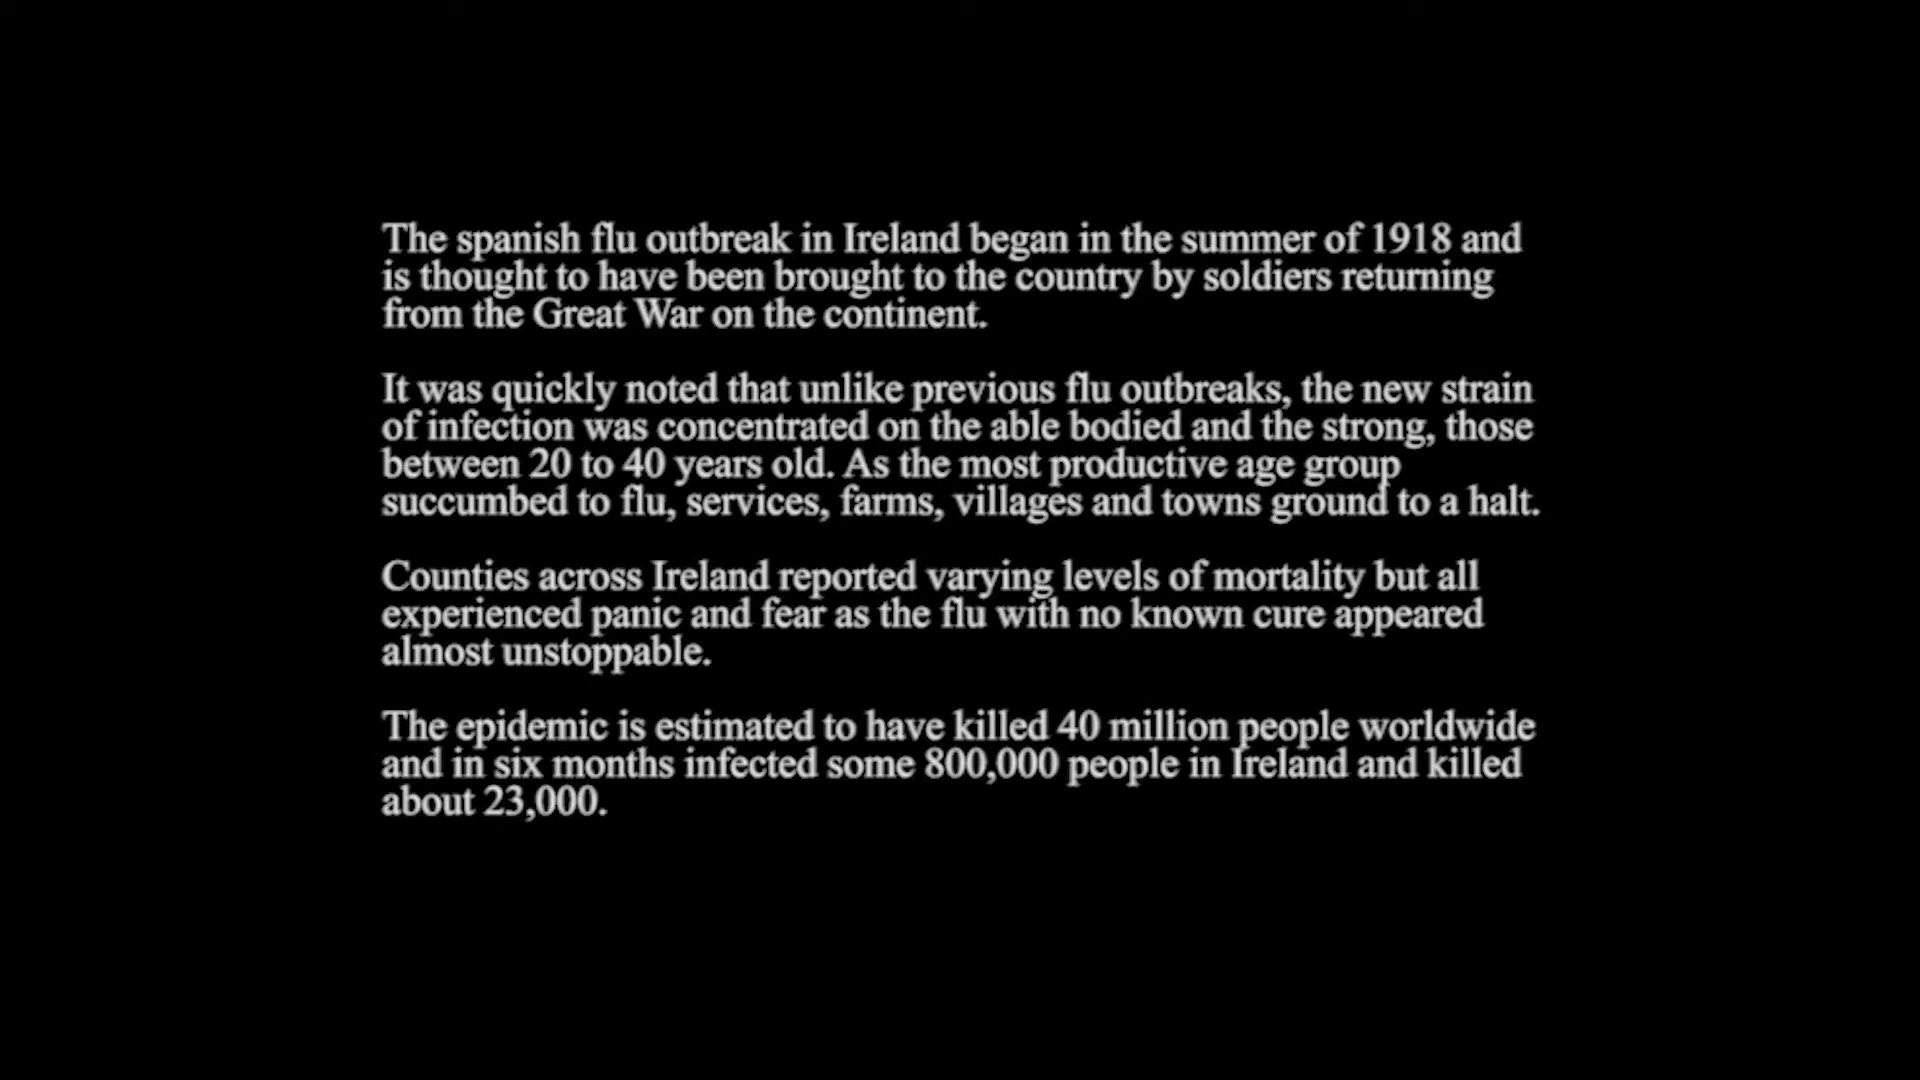 The spanish flu outbreak in Ireland began in the summer of 1918 and
is thought to have been brought to the country by soldiers returning
from the Great War on the continent.
It was quickly noted that unlike previous flu outbreaks, the new strain
of infection was concentrated on the able bodied and the strong, those
between 20 to 40 years old. As the most productive age group
succumbed to flu, services, farms, villages and towns ground to a halt.
Counties across Ireland reported varying levels of mortality but all
experienced panic and fear as the flu with no known cure appeared
almost unstoppable.
The epidemic is estimated to have killed 40 million people worldwide
and in six months infected some 800,000 people in Ireland and killed
about 23,000.